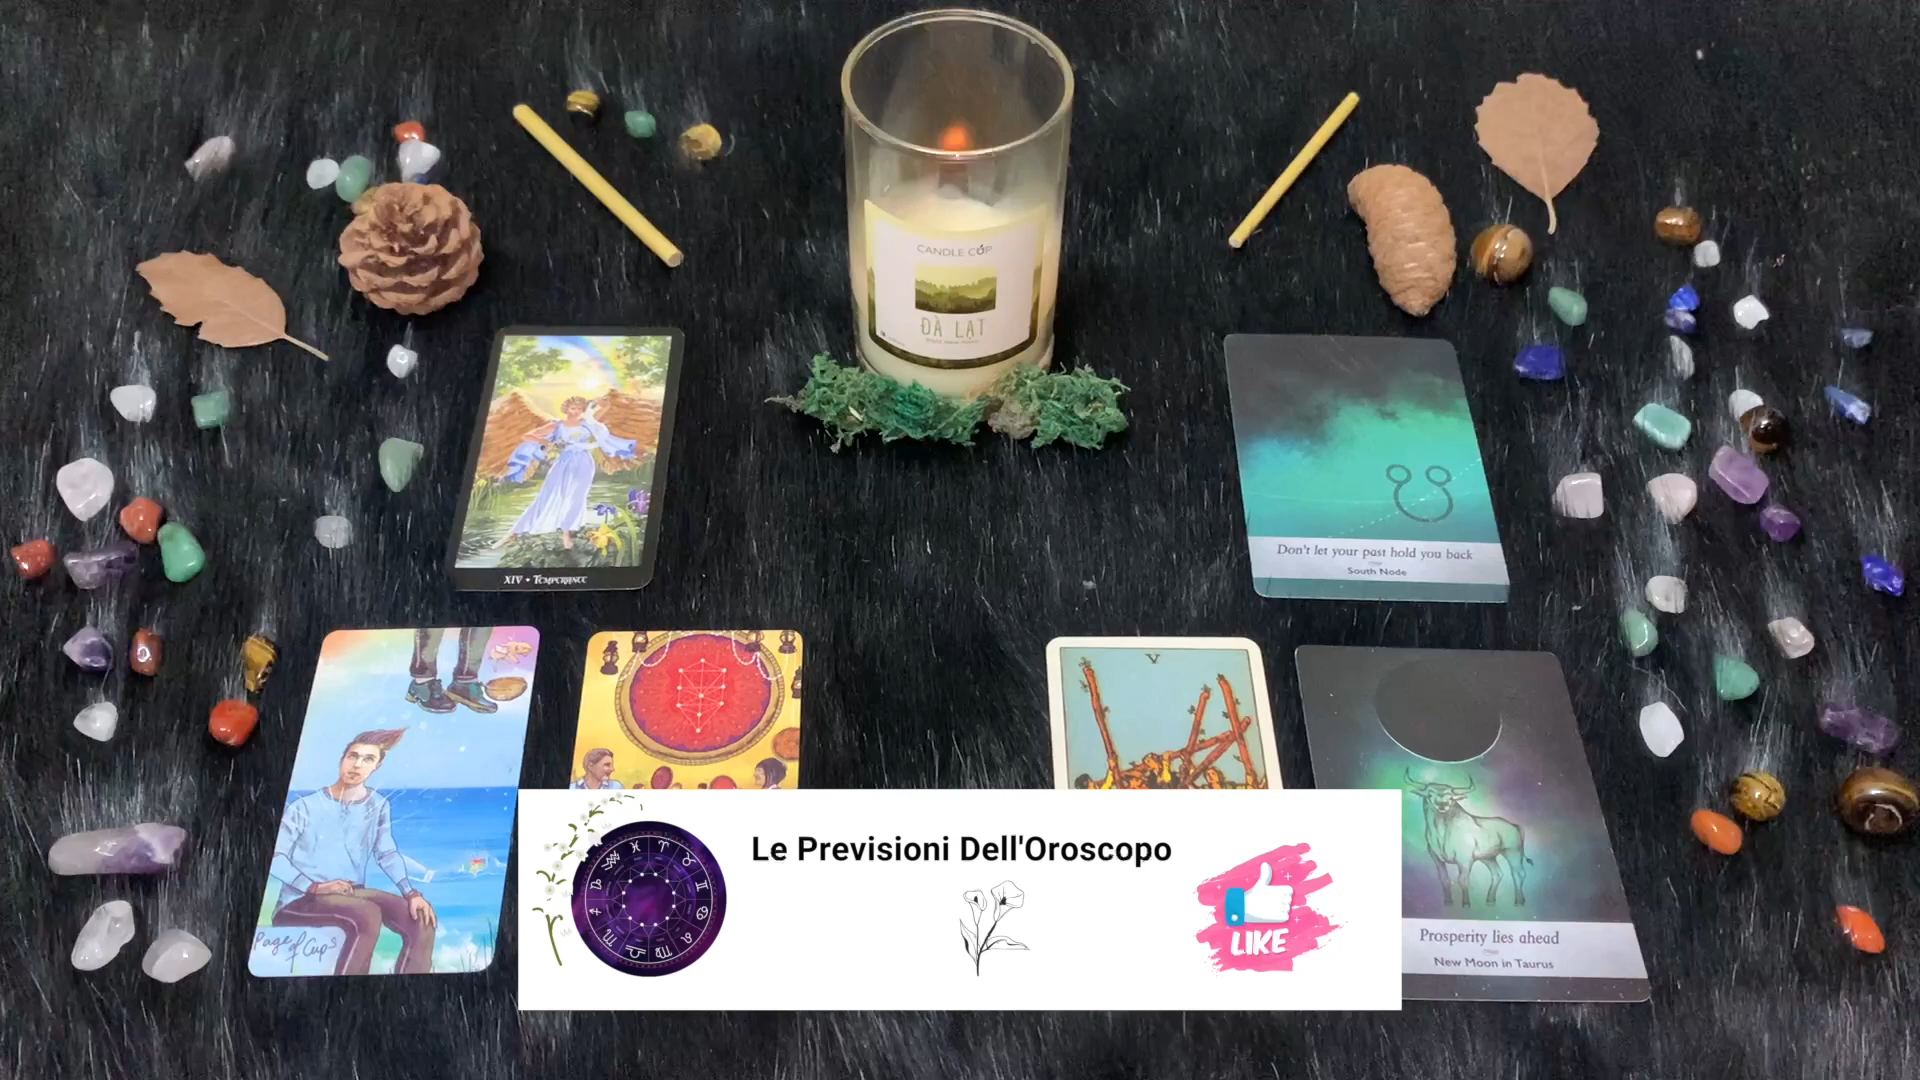 CANDLE CUP
ĐÀ LẠT
XIV • TEMPERANCE
Don't let your past hold you back
South Node
V
Page of Cups
Le Previsioni Dell'Oroscopo
LIKE
Prosperity lies ahead
New Moon in Taurus